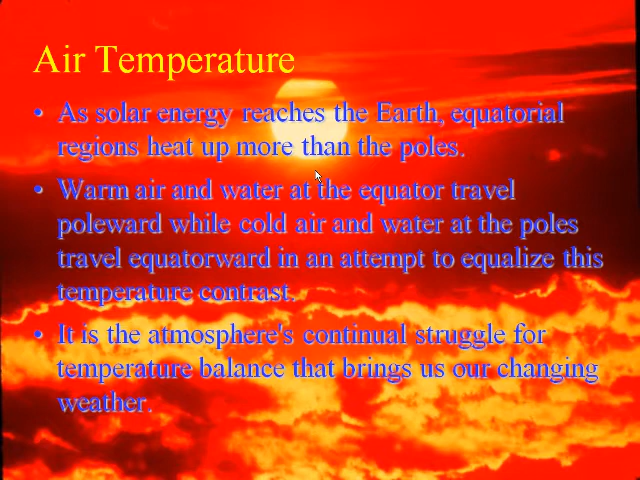 Air Temperature
• As solar energy reaches the Earth, equatorial
regions heat up more than the poles.
• Warm air and water at the equator travel
poleward while cold air and water at the poles
travel equatorward in an attempt to equalize this
temperature contrast.
• It is the atmosphere's continual struggle for
temperature balance that brings us our changing
weather.